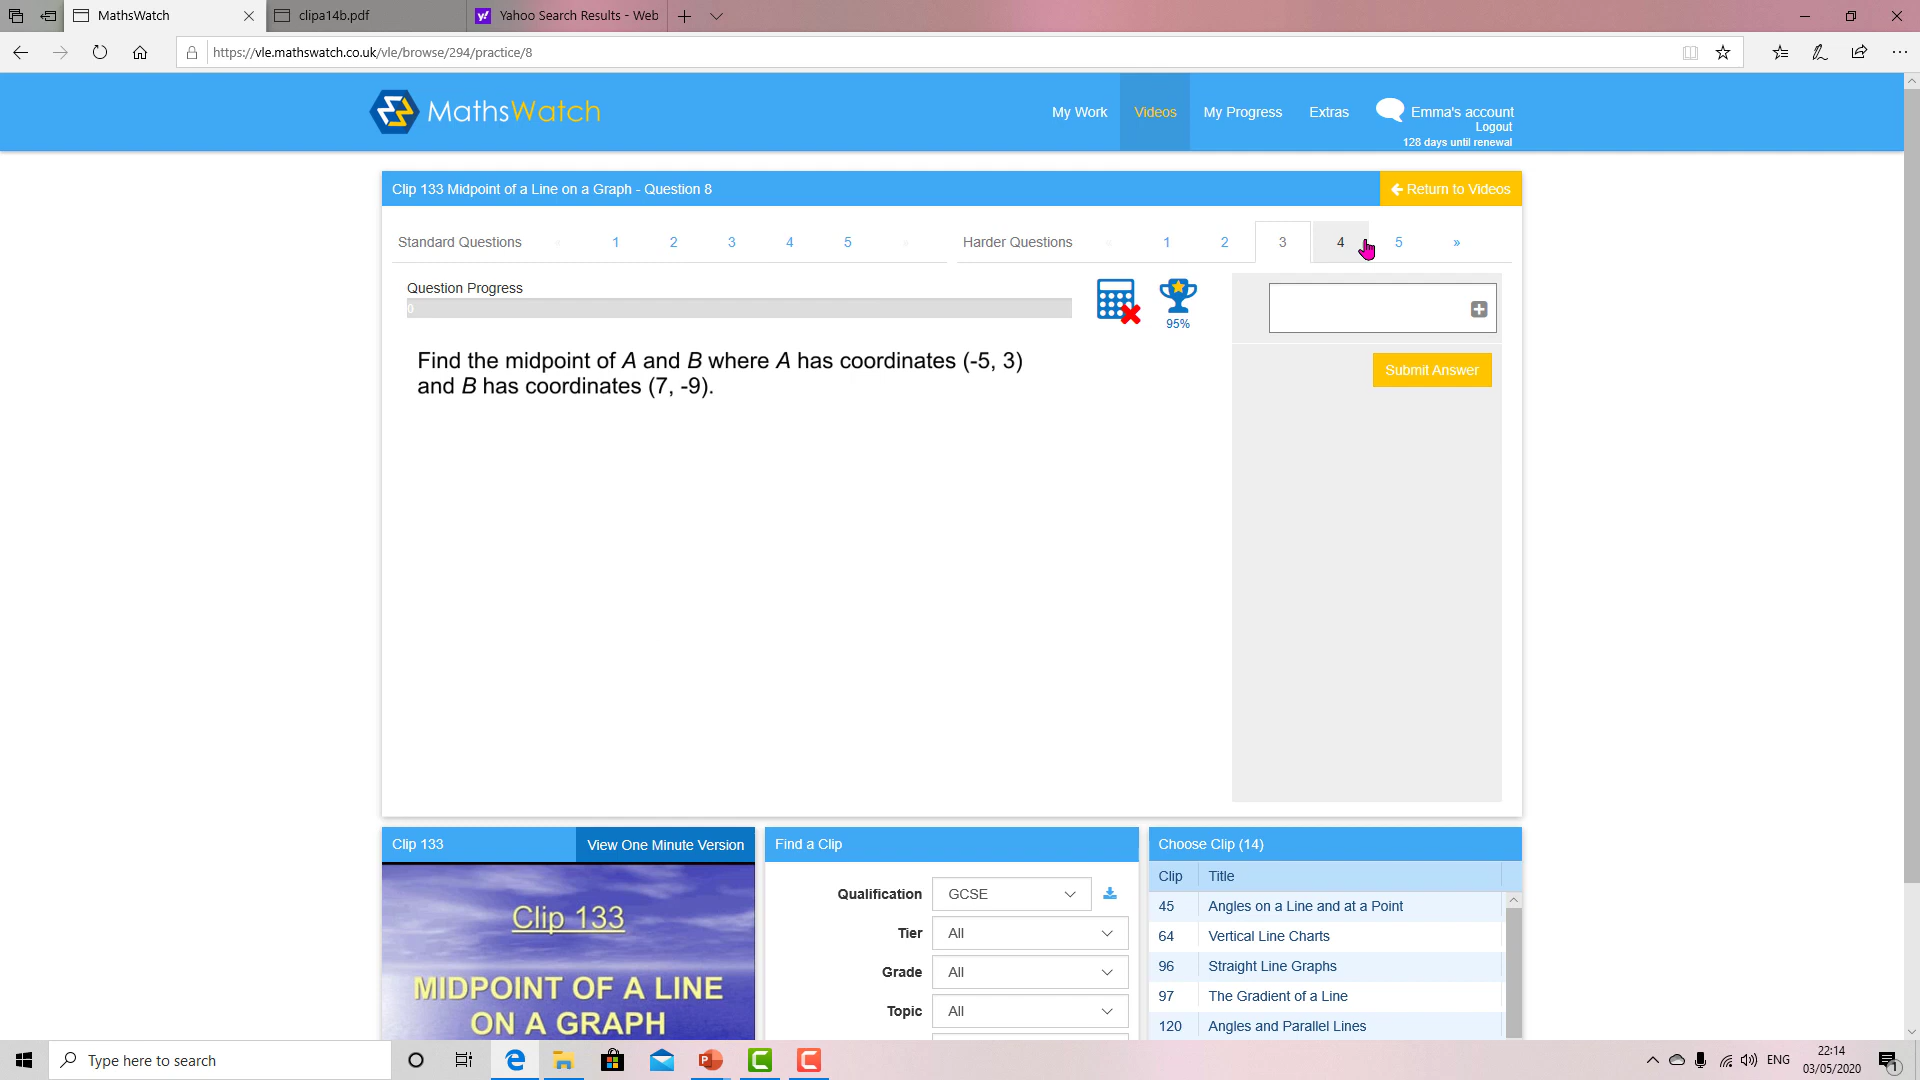 MathsWatch
clipa14b.pdf
Yahoo Search Results - Web
https://vle.mathswatch.co.uk/vle/browse/294/practice/8
MathsWatch
My Work
Videos
My Progress
Extras
Emma's account
Logout
128 days until renewal
Clip 133 Midpoint of a Line on a Graph - Question 8
Return to Videos
Standard Questions « 1 2 3 4 5 »
Harder Questions « 1 2 3 4 5 »
Question Progress
0
95%
Find the midpoint of A and B where A has coordinates (-5, 3)
and B has coordinates (7, -9).
Submit Answer
Clip 133
View One Minute Version
Clip 133
MIDPOINT OF A LINE
ON A GRAPH
Find a Clip
Qualification GCSE
Tier All
Grade All
Topic All
Choose Clip (14)
Clip Title
45 Angles on a Line and at a Point
64 Vertical Line Charts
96 Straight Line Graphs
97 The Gradient of a Line
120 Angles and Parallel Lines
Type here to search
ENG
22:14
03/05/2020
1